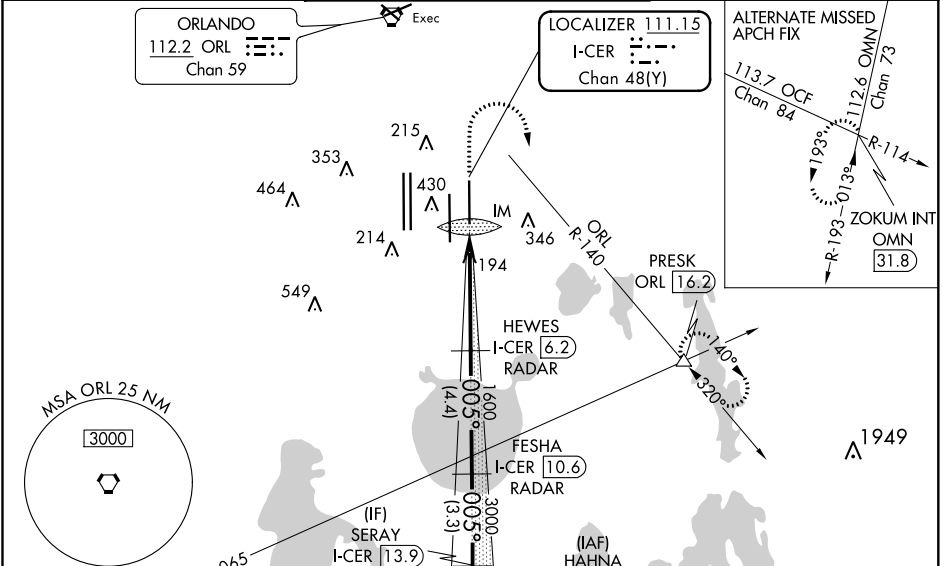 ORLANDO
112.2 ORL
Chan 59
Exec
LOCALIZER 111.15
I-CER
Chan 48(Y)
ALTERNATE MISSED
APCH FIX
113.7 OCF
Chan 84
112.6 OMN
Chan 73
193°
013°
R-114
R-193
ZOKUM INT
OMN
31.8
215
353
464
430
IM
346
214
194
549
ORL
R-140
PRESK
ORL 16.2
140°
320°
HEWES
I-CER 6.2
RADAR
1600
005°
(4.4)
MSA ORL 25 NM
3000
1949
FESHA
I-CER 10.6
RADAR
3000
005°
(3.3)
(IF)
SERAY
I-CER 13.9
(IAF)
HAHNA
065